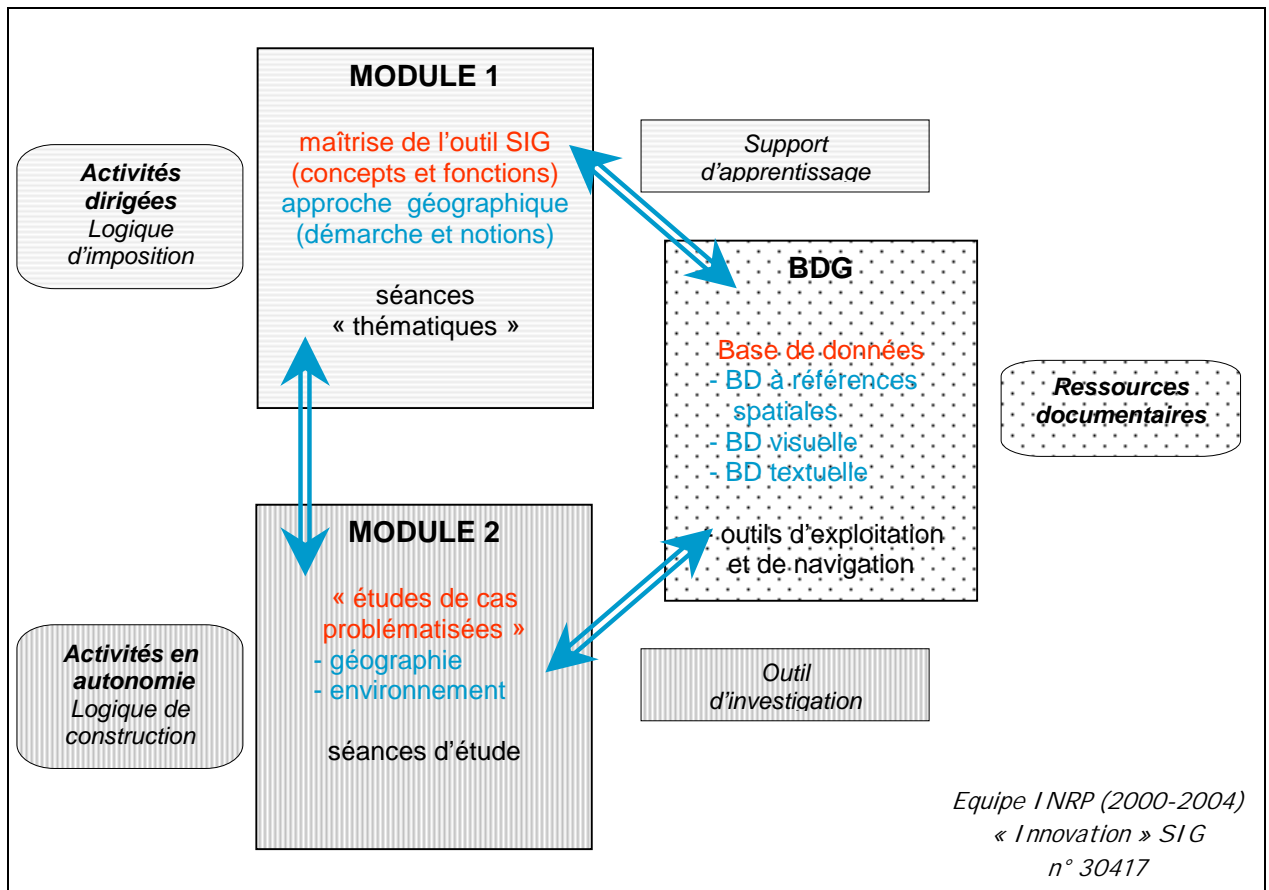 MODULE 1
maîtrise de l'outil SIG
(concepts et fonctions)
approche géographique
(démarche et notions)
séances
« thématiques »
Activités
dirigées
Logique
d'imposition
Support
d'apprentissage
BDG
Base de données
- BD à références
spatiales
- BD visuelle
- BD textuelle
- outils d'exploitation
et de navigation
Ressources
documentaires
MODULE 2
« études de cas
problématisées »
- géographie
- environnement
séances d'étude
Activités en
autonomie
Logique de
construction
Outil
d'investigation
Equipe INRP (2000-2004)
« Innovation » SIG
n° 30417